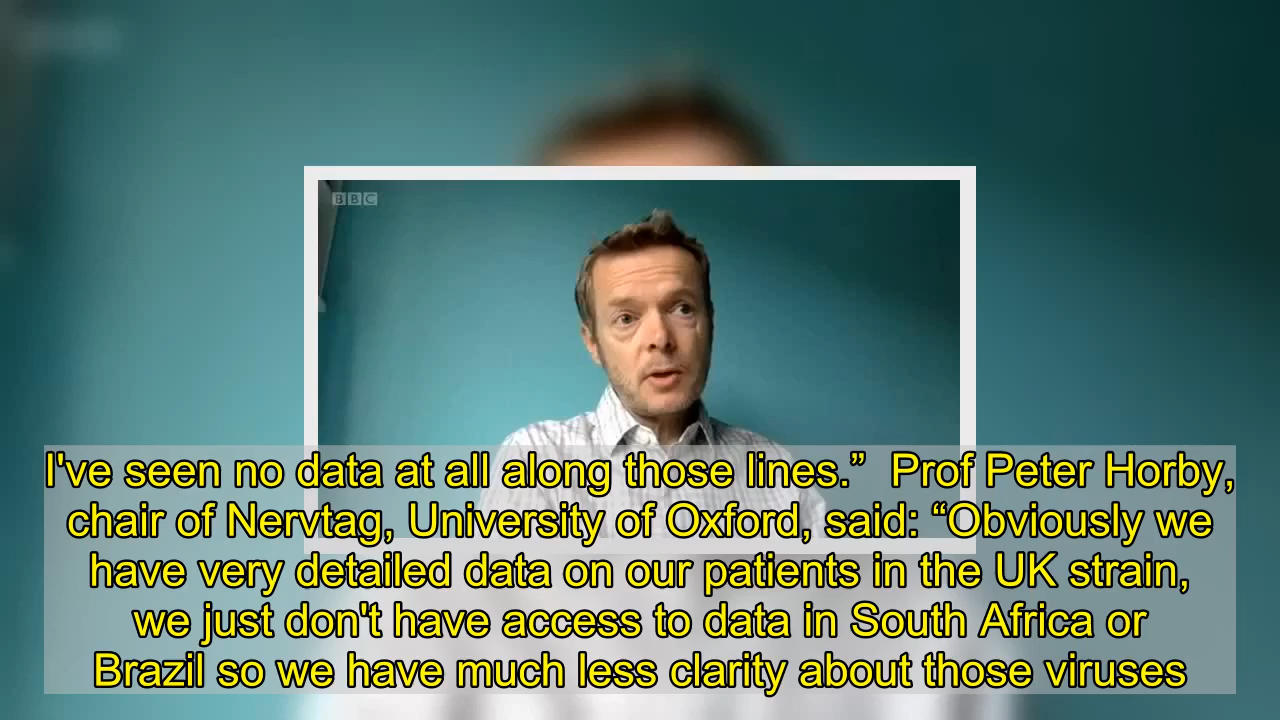 BBC
I've seen no data at all along those lines.”  Prof Peter Horby,
chair of Nervtag, University of Oxford, said: “Obviously we
have very detailed data on our patients in the UK strain,
we just don't have access to data in South Africa or
Brazil so we have much less clarity about those viruses